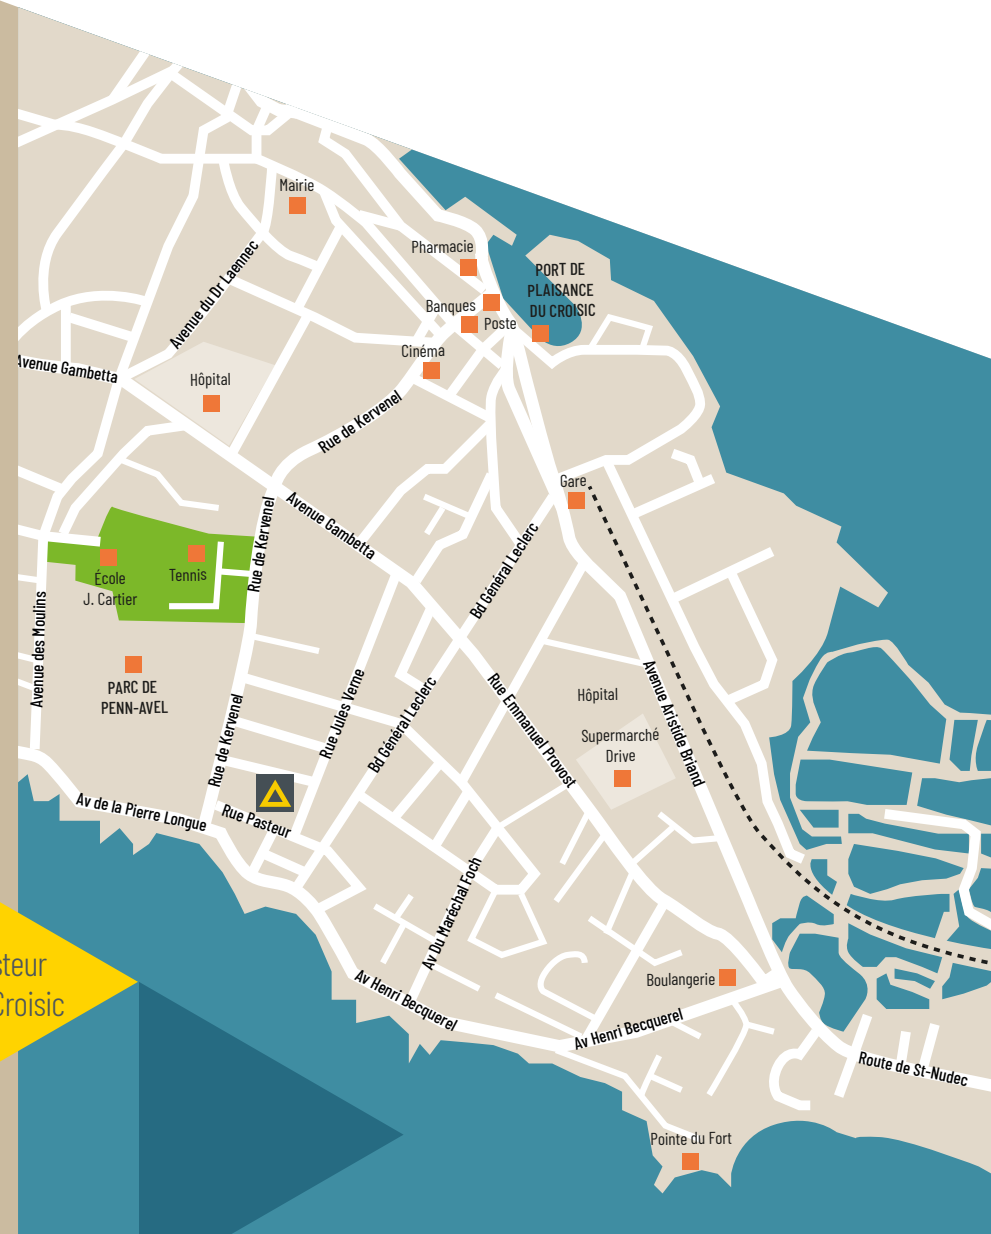 Mairie
Pharmacie
PORT DE
PLAISANCE
DU CROISIC
Avenue du Dr Laennec
Banques
Poste
Cinéma
Avenue Gambetta
Hôpital
Rue de Kervenel
Gare
Avenue Gambetta
Rue de Kervenel
Bd Général Leclerc
École
J. Cartier
Tennis
Avenue des Moulins
PARC DE
PENN-AVEL
Rue de Kervenel
Rue Jules Verne
Bd Général Leclerc
Rue Emmanuel Provost
Hôpital
Avenue Aristide Briand
Supermarché
Drive
Av de la Pierre Longue
Rue Pasteur
Av Du Maréchal Foch
steur
Croisic
Av Henri Becquerel
Boulangerie
Av Henri Becquerel
Route de St-Nudec
Pointe du Fort